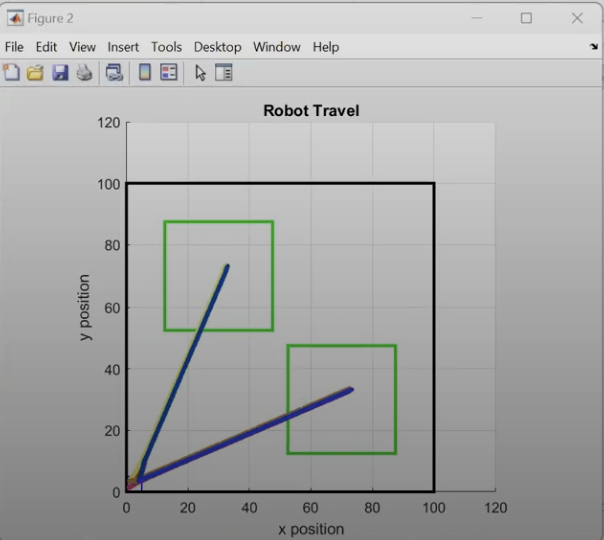 Figure 2
File Edit View Insert Tools Desktop Window Help
Robot Travel
120
100
80
60
40
20
0
0 20 40 60 80 100 120
y position
x position